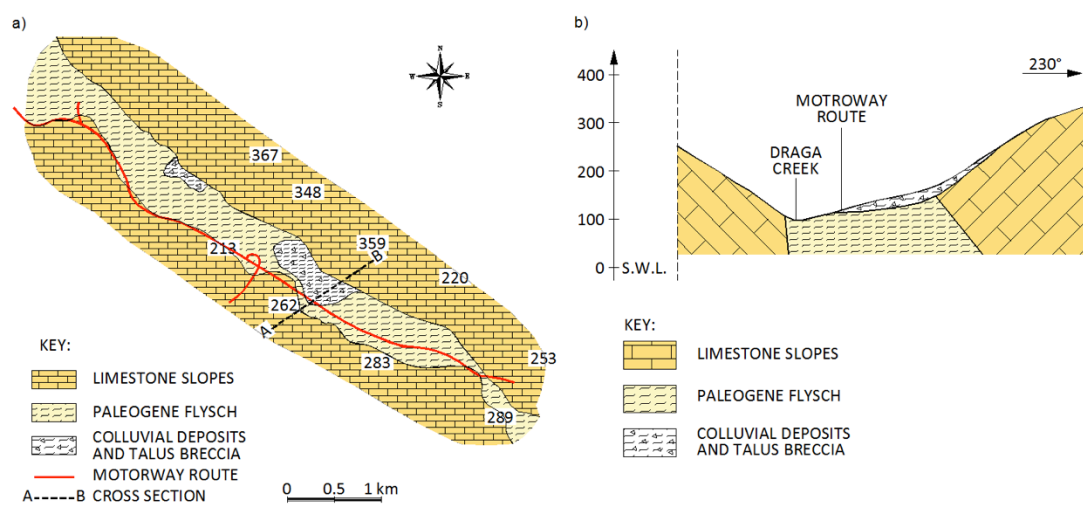 a)
N
W E
S
367
348
359
213
B
220
262
A
283
253
289
KEY:
LIMESTONE SLOPES
PALEOGENE FLYSCH
COLLUVIAL DEPOSITS
AND TALUS BRECCIA
MOTORWAY ROUTE
A B CROSS SECTION
0 0.5 1 km
b)
400
300
200
100
0 S.W.L.
230°
MOTROWAY
ROUTE
DRAGA
CREEK
KEY:
LIMESTONE SLOPES
PALEOGENE FLYSCH
COLLUVIAL DEPOSITS
AND TALUS BRECCIA